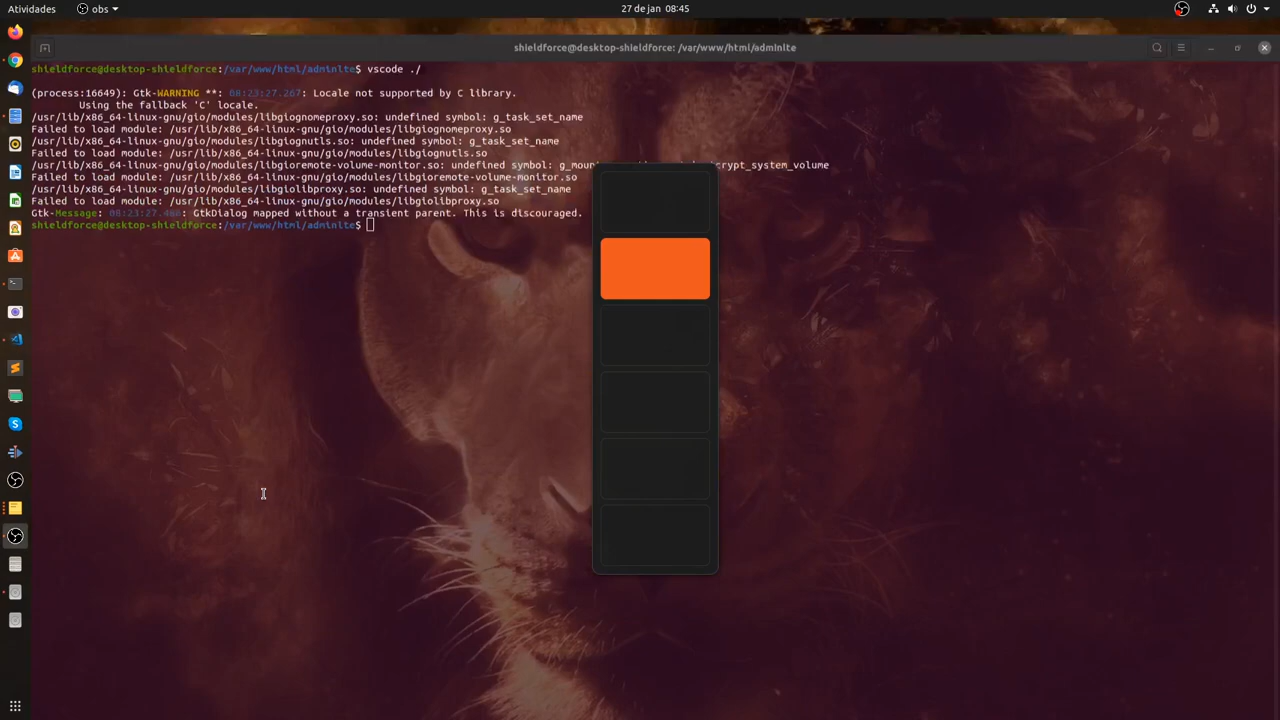 Atividades
obs
27 de jan 08:45
shieldforce@desktop-shieldforce: /var/www/html/adminlte
shieldforce@desktop-shieldforce:/var/www/html/adminlte$ vscode ./
(process:16649): Gtk-WARNING **: 08:23:27.267: Locale not supported by C library.
Using the fallback 'C' locale.
/usr/lib/x86_64-linux-gnu/gio/modules/libgiognomeproxy.so: undefined symbol: g_task_set_name
Failed to load module: /usr/lib/x86_64-linux-gnu/gio/modules/libgiognomeproxy.so
/usr/lib/x86_64-linux-gnu/gio/modules/libgiognutls.so: undefined symbol: g_task_set_name
Failed to load module: /usr/lib/x86_64-linux-gnu/gio/modules/libgiognutls.so
/usr/lib/x86_64-linux-gnu/gio/modules/libgioremote-volume-monitor.so: undefined symbol: crypt_system_volume
Failed to load module: /usr/lib/x86_64-linux-gnu/gio/modules/libgioremote-volume-monitor.so
/usr/lib/x86_64-linux-gnu/gio/modules/libgiolibproxy.so: undefined symbol: g_task_set_name
Failed to load module: /usr/lib/x86_64-linux-gnu/gio/modules/libgiolibproxy.so
Gtk-Message: GtkDialog mapped without a transient parent. This is discouraged.
shieldforce@desktop-shieldforce:/var/www/html/adminlte$